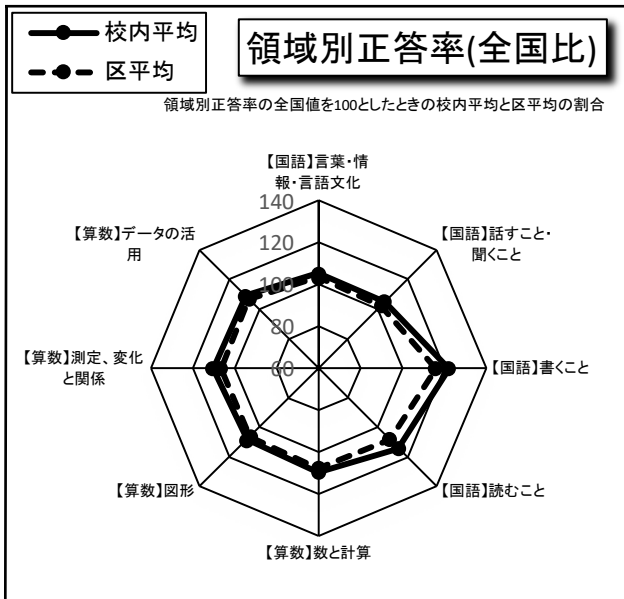 校内平均
区平均
領域別正答率(全国比)
領域別正答率の全国値を100としたときの校内平均と区平均の割合
【国語】言葉・情
報・言語文化
140
120
100
80
60
【国語】話すこと・
聞くこと
【国語】書くこと
【国語】読むこと
【算数】数と計算
【算数】図形
【算数】測定、変化
と関係
【算数】データの活
用